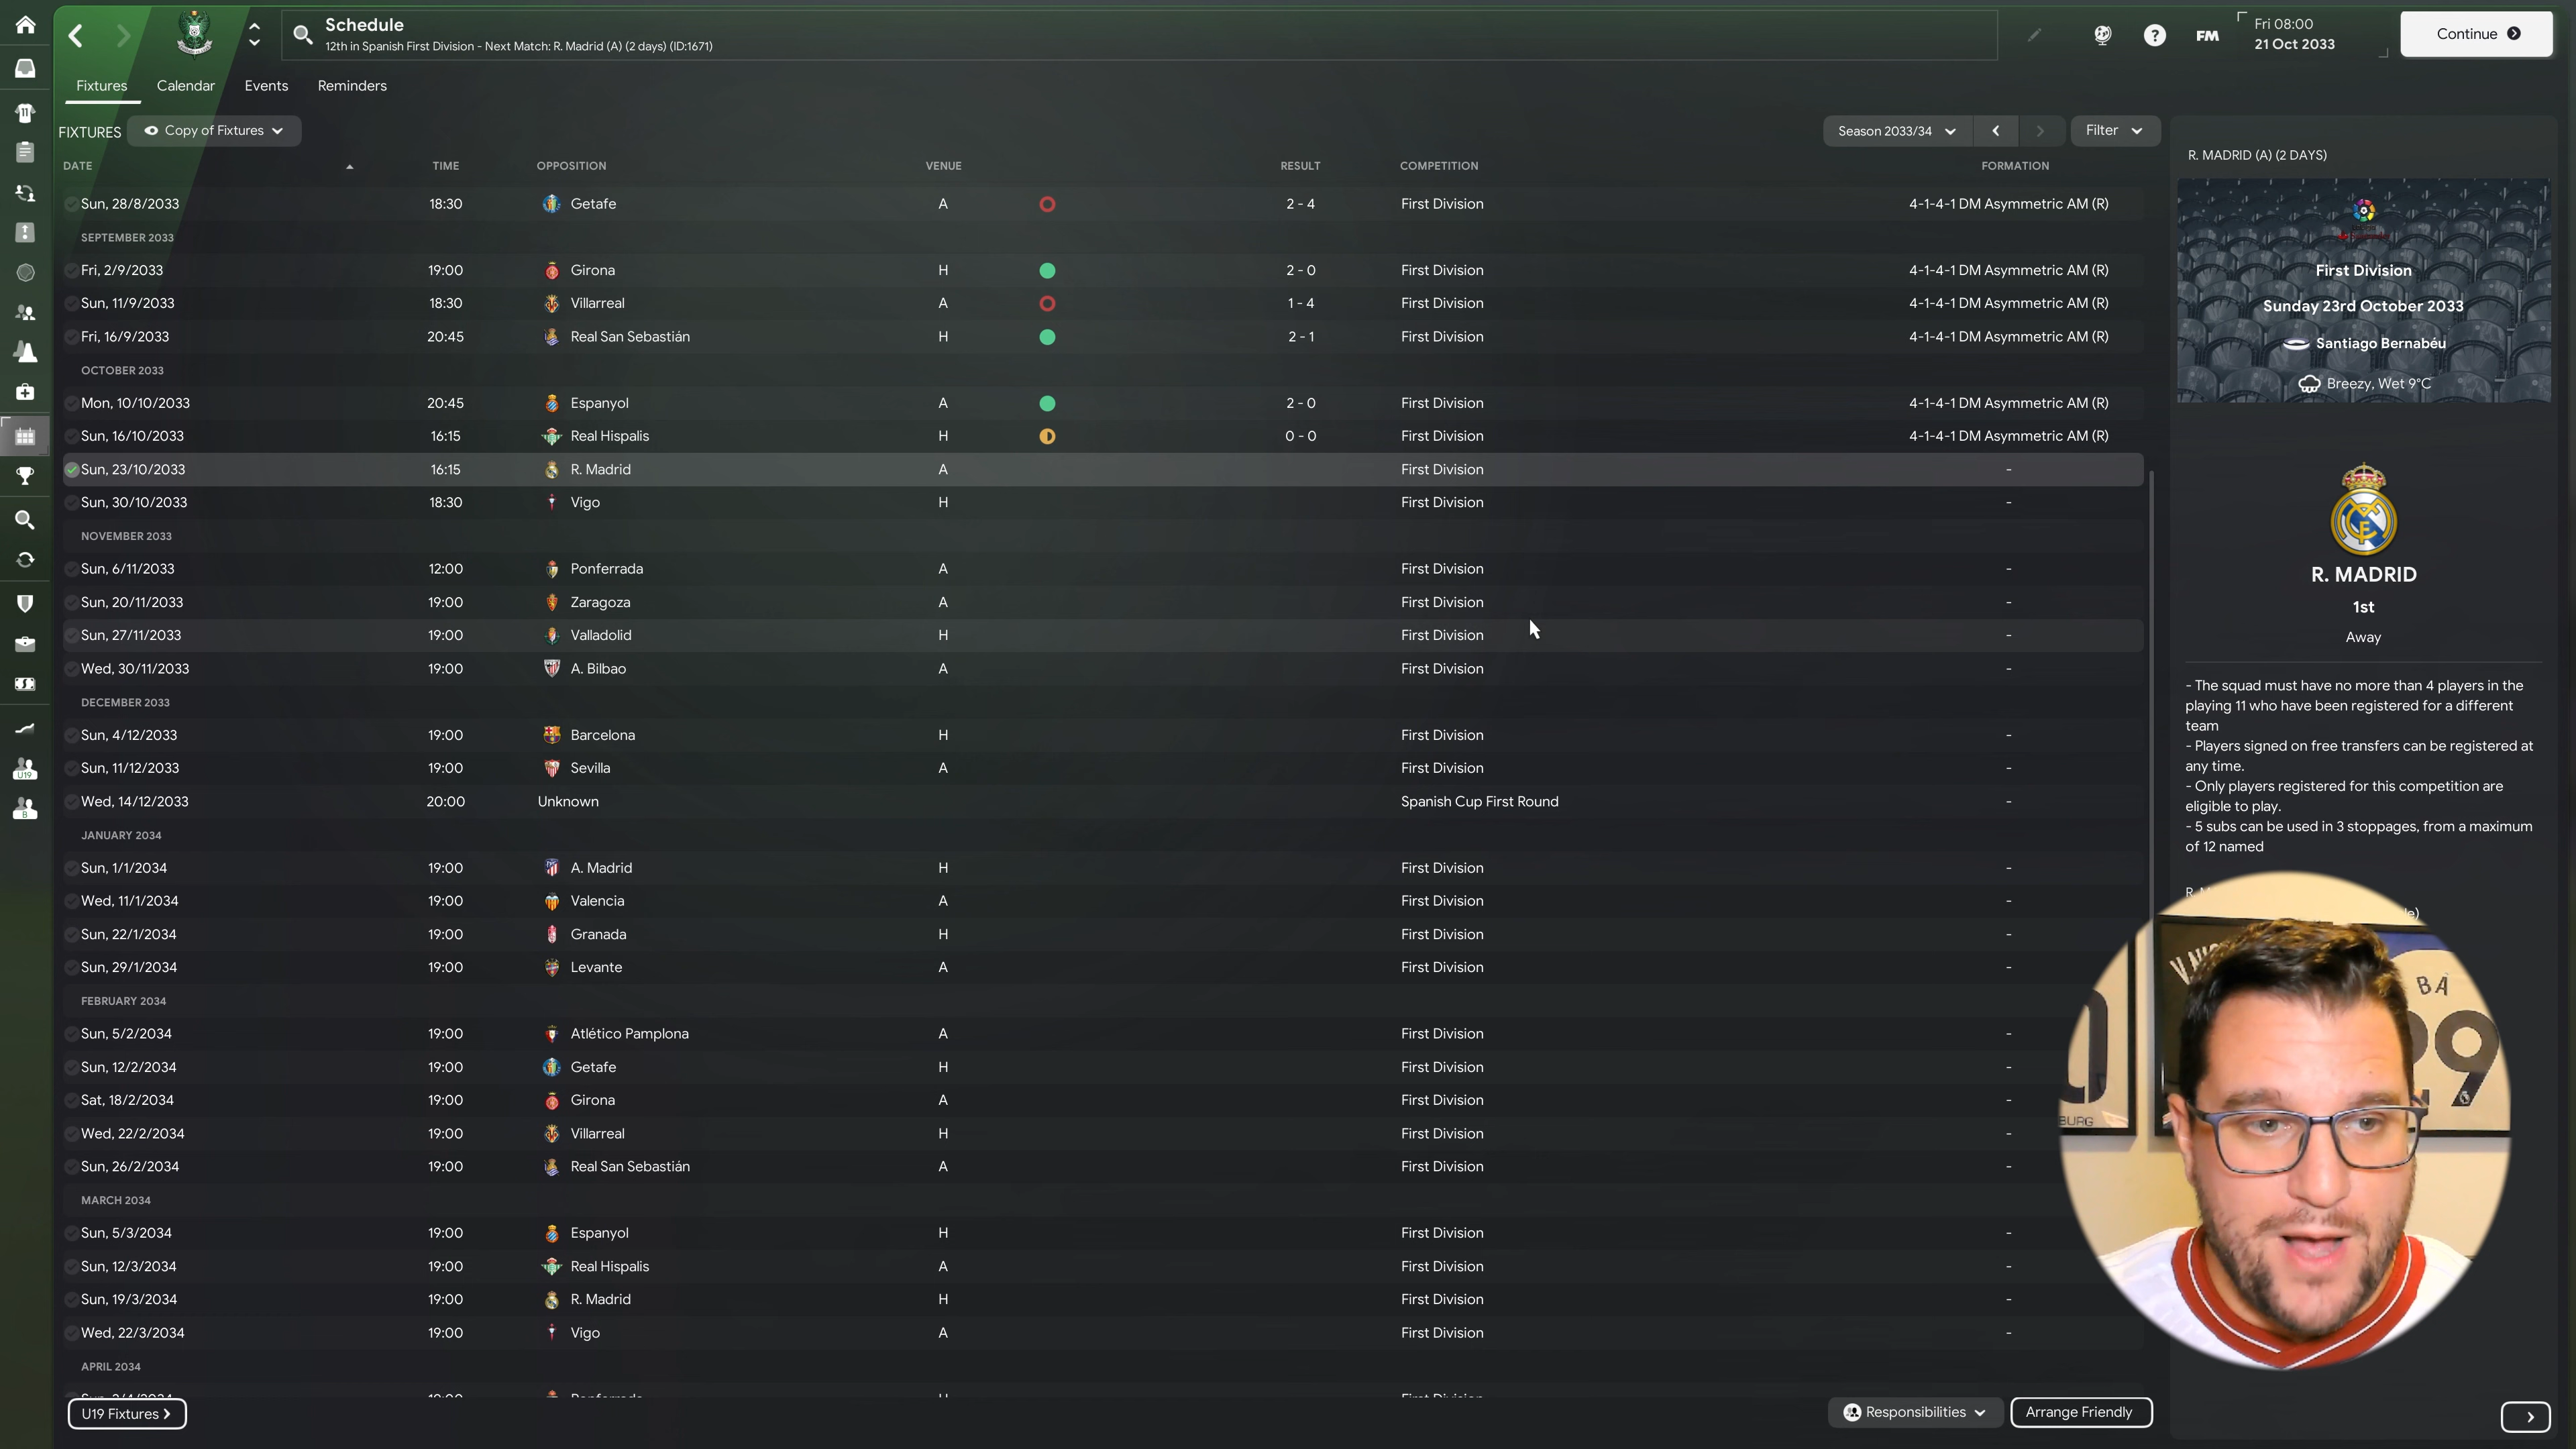 Schedule
12th in Spanish First Division - Next Match: R. Madrid (A) (2 days) (ID:1671)
FM
Fri 08:00
21 Oct 2033
Continue
Fixtures Calendar Events Reminders
FIXTURES Copy of Fixtures Season 2033/34 Filter
DATE TIME OPPOSITION VENUE RESULT COMPETITION FORMATION
Sun, 28/8/2033 18:30 Getafe A 2 - 4 First Division 4-1-4-1 DM Asymmetric AM (R)
SEPTEMBER 2033
Fri, 2/9/2033 19:00 Girona H 2 - 0 First Division 4-1-4-1 DM Asymmetric AM (R)
Sun, 11/9/2033 18:30 Villarreal A 1 - 4 First Division 4-1-4-1 DM Asymmetric AM (R)
Fri, 16/9/2033 20:45 Real San Sebastián H 2 - 1 First Division 4-1-4-1 DM Asymmetric AM (R)
OCTOBER 2033
Mon, 10/10/2033 20:45 Espanyol A 2 - 0 First Division 4-1-4-1 DM Asymmetric AM (R)
Sun, 16/10/2033 16:15 Real Hispalis H 0 - 0 First Division 4-1-4-1 DM Asymmetric AM (R)
Sun, 23/10/2033 16:15 R. Madrid A First Division -
Sun, 30/10/2033 18:30 Vigo H First Division -
NOVEMBER 2033
Sun, 6/11/2033 12:00 Ponferrada A First Division -
Sun, 20/11/2033 19:00 Zaragoza A First Division -
Sun, 27/11/2033 19:00 Valladolid H First Division -
Wed, 30/11/2033 19:00 A. Bilbao A First Division -
DECEMBER 2033
Sun, 4/12/2033 19:00 Barcelona H First Division -
Sun, 11/12/2033 19:00 Sevilla A First Division -
Wed, 14/12/2033 20:00 Unknown Spanish Cup First Round -
JANUARY 2034
Sun, 1/1/2034 19:00 A. Madrid H First Division -
Wed, 11/1/2034 19:00 Valencia A First Division -
Sun, 22/1/2034 19:00 Granada H First Division -
Sun, 29/1/2034 19:00 Levante A First Division -
FEBRUARY 2034
Sun, 5/2/2034 19:00 Atlético Pamplona A First Division -
Sun, 12/2/2034 19:00 Getafe H First Division -
Sat, 18/2/2034 19:00 Girona A First Division -
Wed, 22/2/2034 19:00 Villarreal H First Division -
Sun, 26/2/2034 19:00 Real San Sebastián A First Division -
MARCH 2034
Sun, 5/3/2034 19:00 Espanyol H First Division -
Sun, 12/3/2034 19:00 Real Hispalis A First Division -
Sun, 19/3/2034 19:00 R. Madrid H First Division -
Wed, 22/3/2034 19:00 Vigo A First Division -
APRIL 2034
U19 Fixtures Responsibilities Arrange Friendly
R. MADRID (A) (2 DAYS)
First Division
Sunday 23rd October 2033
Santiago Bernabéu
Breezy, Wet 9°C
R. MADRID
1st
Away
- The squad must have no more than 4 players in the
playing 11 who have been registered for a different
team
- Players signed on free transfers can be registered at
any time.
- Only players registered for this competition are
eligible to play.
- 5 subs can be used in 3 stoppages, from a maximum
of 12 named
BA
29
BURG
U19
B
11